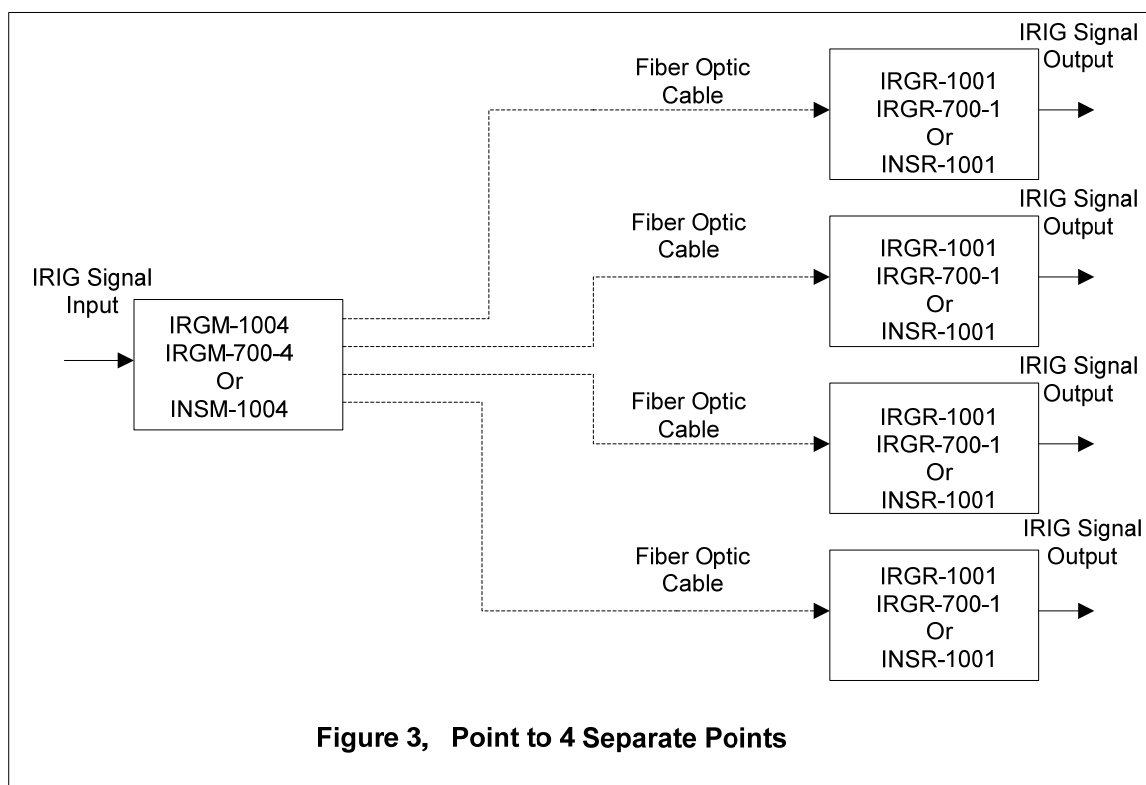 IRIG Signal
Output
Fiber Optic
Cable
IRGR-1001
IRGR-700-1
Or
INSR-1001
IRIG Signal
Output
Fiber Optic
Cable
IRGR-1001
IRGR-700-1
Or
INSR-1001
IRIG Signal
Input
IRGM-1004
IRGM-700-4
Or
INSM-1004
IRIG Signal
Output
Fiber Optic
Cable
IRGR-1001
IRGR-700-1
Or
INSR-1001
IRIG Signal
Output
Fiber Optic
Cable
IRGR-1001
IRGR-700-1
Or
INSR-1001
Figure 3, Point to 4 Separate Points